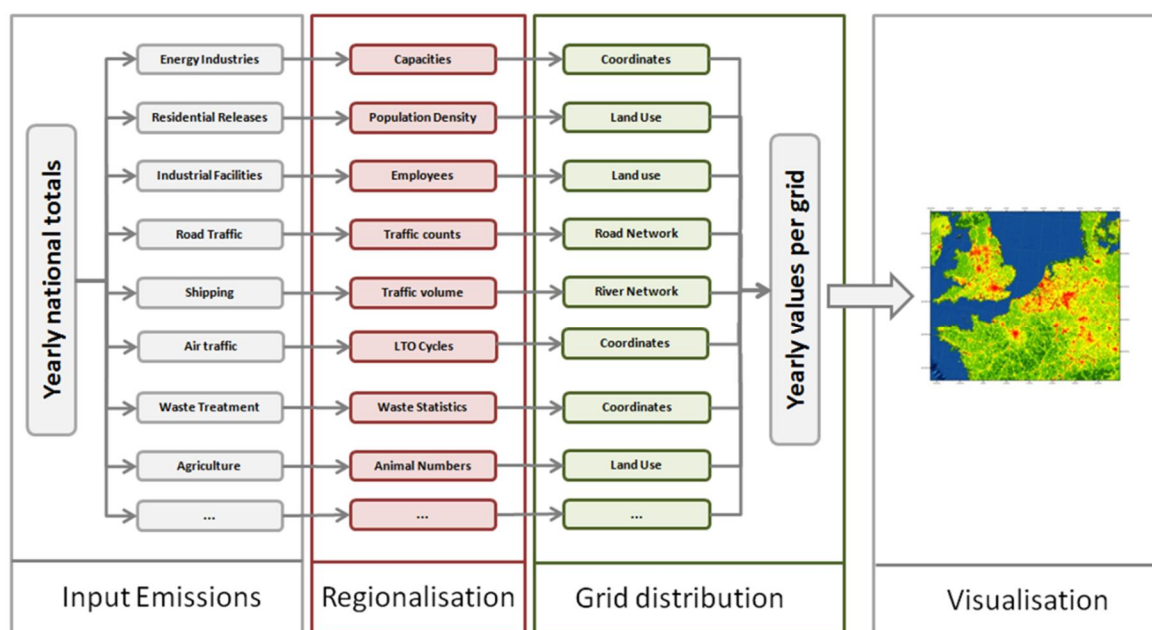 Yearly national totals
Energy Industries
Capacities
Coordinates
Residential Releases
Population Density
Land Use
Industrial Facilities
Employees
Land use
Road Traffic
Traffic counts
Road Network
Shipping
Traffic volume
River Network
Air traffic
LTO Cycles
Coordinates
Waste Treatment
Waste Statistics
Coordinates
Agriculture
Animal Numbers
Land Use
...
...
...
Yearly values per grid
Input Emissions
Regionalisation
Grid distribution
Visualisation